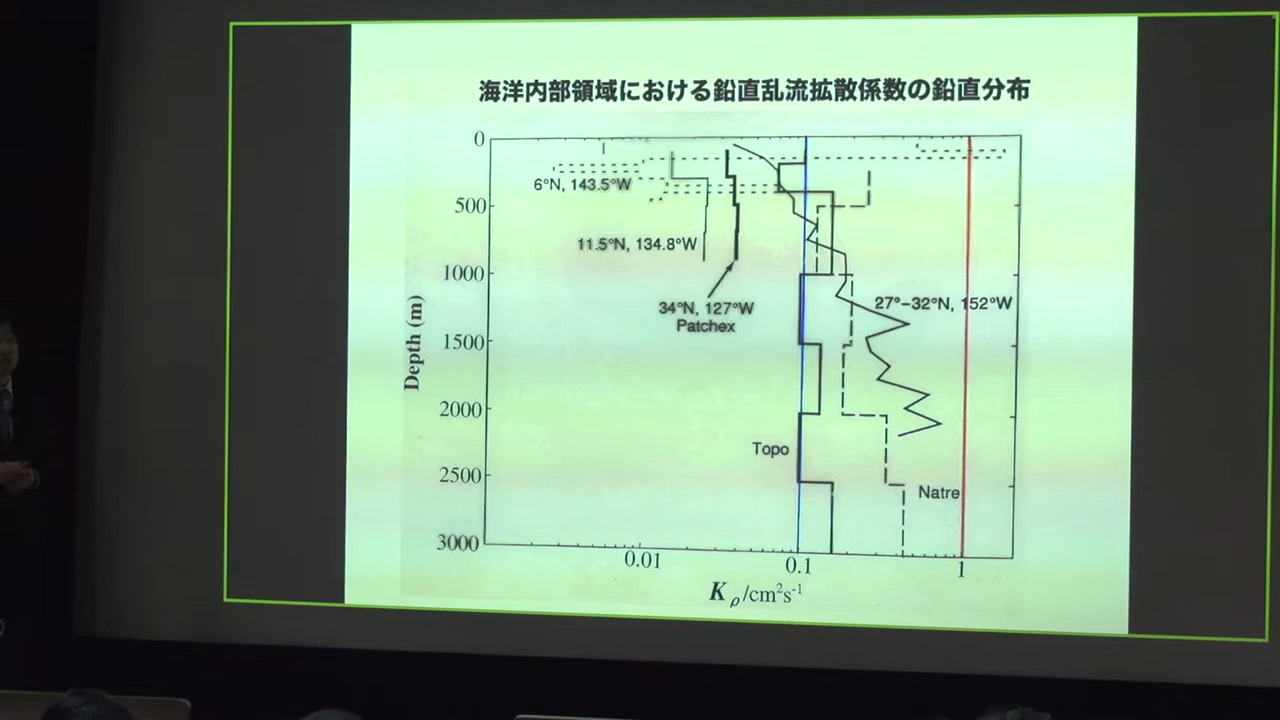 海洋内部領域における鉛直乱流拡散係数の鉛直分布
0
6°N, 143.5°W
500
11.5°N, 134.8°W
1000
34°N, 127°W
Patchex
27°–32°N, 152°W
Depth (m)
1500
2000
Topo
2500
Natre
3000
0.01
0.1
1
Kρ/cm²s⁻¹